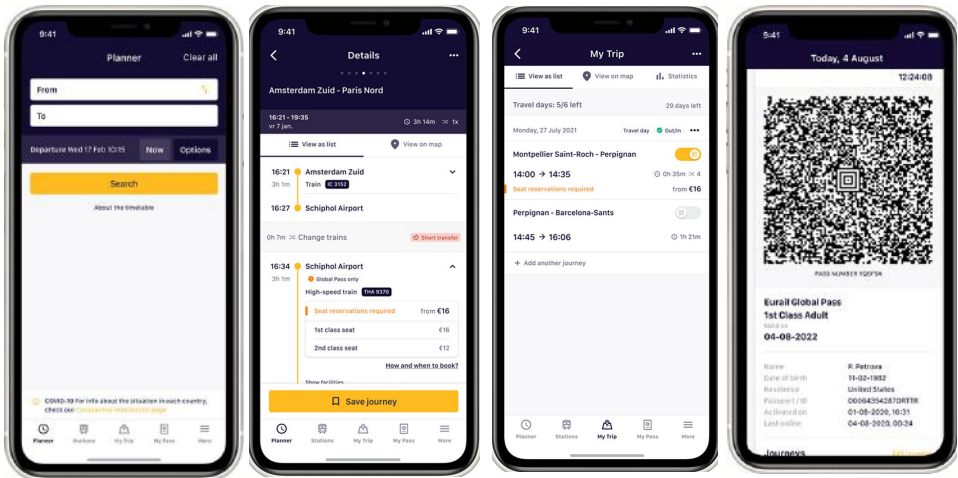 9:41
Planner
Clear all
From
To
Departure Wed 17 Feb 10:15
Now
Options
Search
About the timetable
COVID-19 For info about the situation in each country,
check our Coronavirus information page
Planner
Stations
My Trip
My Pass
More
9:41
Details
Amsterdam Zuid - Paris Nord
16:21 - 19:35
vr 7 jan.
3h 14m
1x
View as list
View on map
16:21
Amsterdam Zuid
3h 1m
Train
IC 3152
16:27
Schiphol Airport
0h 7m
Change trains
Short transfer
16:34
Schiphol Airport
3h 1m
Global Pass only
High-speed train
THA 9370
Seat reservations required
from €16
1st class seat
€16
2nd class seat
€12
How and when to book?
Show facilities
Save journey
Planner
Stations
My Trip
My Pass
More
9:41
My Trip
View as list
View on map
Statistics
Travel days: 5/6 left
29 days left
Monday, 27 July 2021
Travel day
Out/In
Montpellier Saint-Roch - Perpignan
14:00 → 14:35
0h 35m
4
Seat reservations required
from €16
Perpignan - Barcelona-Sants
14:45 → 16:06
1h 21m
+ Add another journey
Planner
Stations
My Trip
My Pass
More
9:41
Today, 4 August
12:24:08
PASS NUMBER
Eurail Global Pass
1st Class Adult
Valid on
04-08-2022
Name
P. Petrova
Date of birth
11-02-1982
Residence
United States
Passport / ID
Activated on
01-08-2020, 10:31
Last online
04-08-2020, 00:24
Journeys